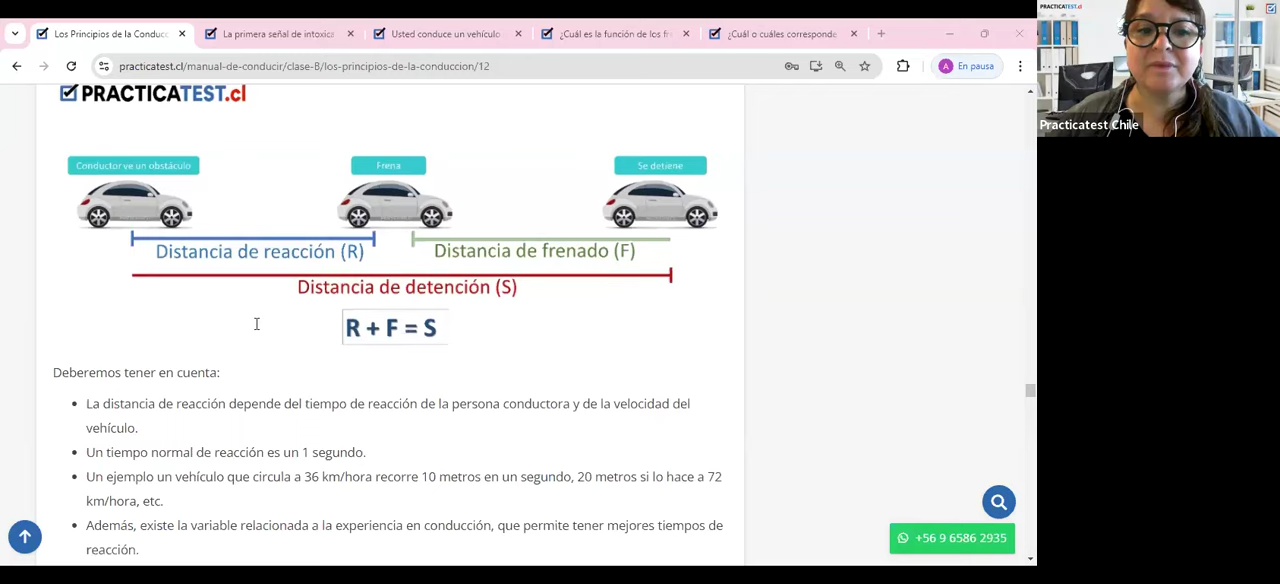 Los Principios de la Conducc
La primera señal de intoxica
Usted conduce un vehículo
¿Cuál es la función de los fr
¿Cuál o cuáles corresponde
practicatest.cl/manual-de-conducir/clase-B/los-principios-de-la-conduccion/12
A
En pausa
PRACTICATEST.cl
Practicatest Chile
PRACTICATEST.cl
Conductor ve un obstáculo
Frena
Se detiene
Distancia de reacción (R)
Distancia de frenado (F)
Distancia de detención (S)
R + F = S
Deberemos tener en cuenta:
• La distancia de reacción depende del tiempo de reacción de la persona conductora y de la velocidad del
vehículo.
• Un tiempo normal de reacción es un 1 segundo.
• Un ejemplo un vehículo que circula a 36 km/hora recorre 10 metros en un segundo, 20 metros si lo hace a 72
km/hora, etc.
• Además, existe la variable relacionada a la experiencia en conducción, que permite tener mejores tiempos de
reacción.
+56 9 6586 2935